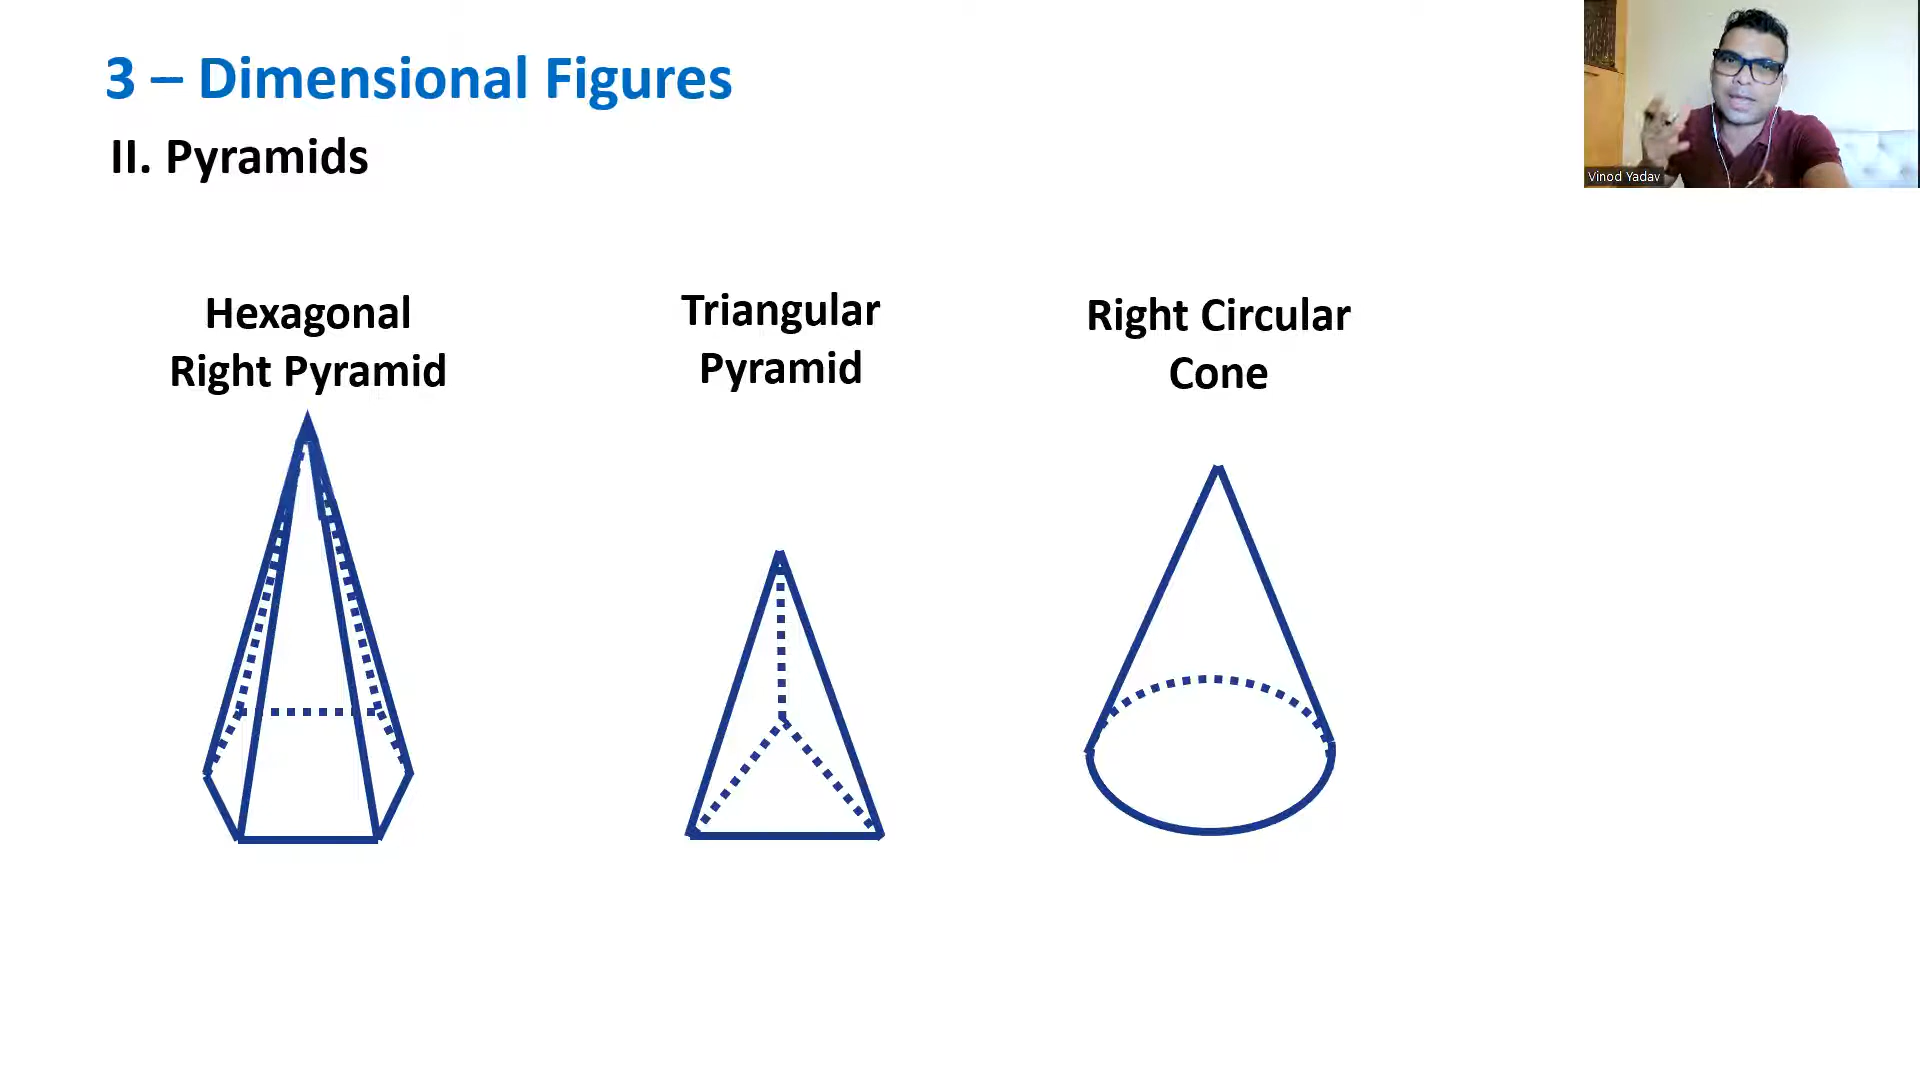 3 – Dimensional Figures
II. Pyramids
Hexagonal
Right Pyramid
Triangular
Pyramid
Right Circular
Cone
Vinod Yadav